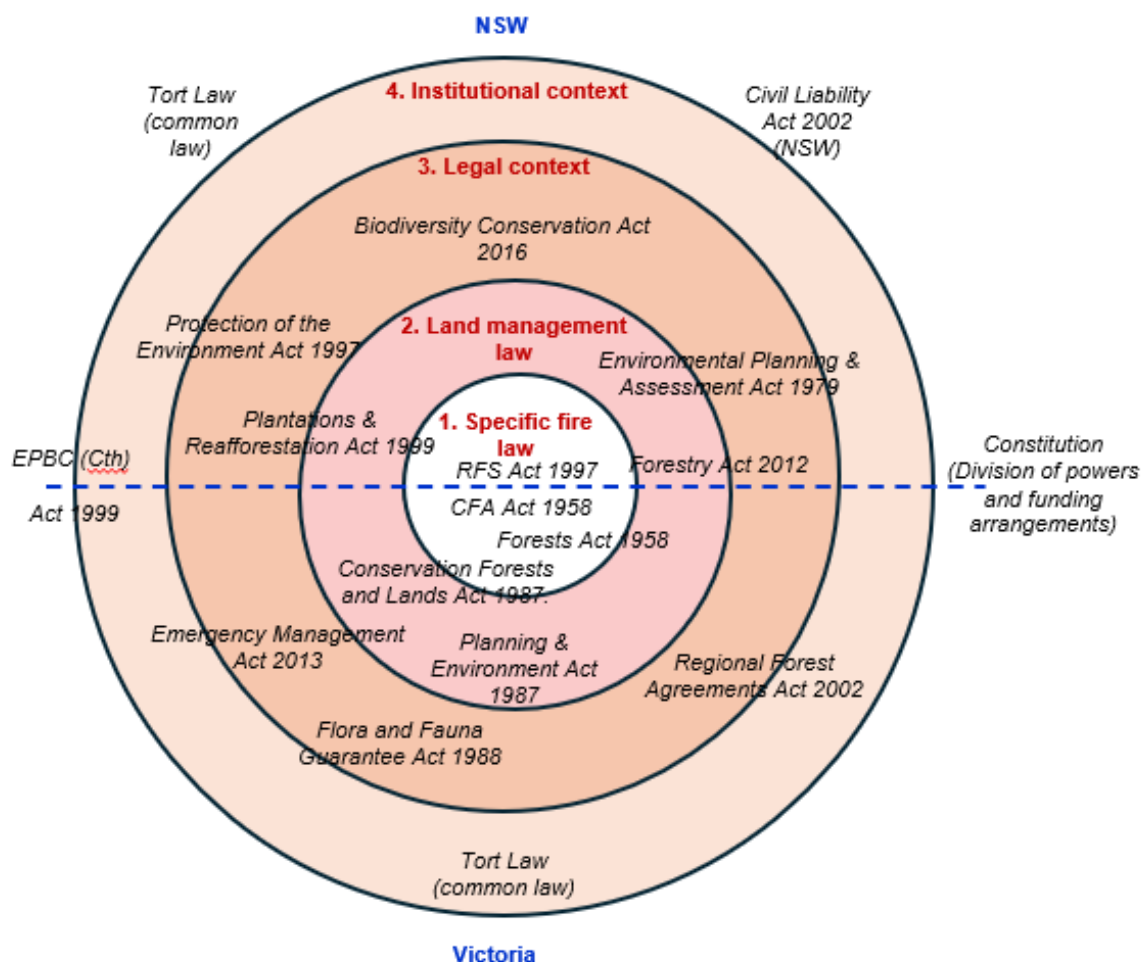 NSW
4. Institutional context
Tort Law
(common
law)
Civil Liability
Act 2002
(NSW)
3. Legal context
Biodiversity Conservation Act
2016
Protection of the
Environment Act 1997
2. Land management
law
Environmental Planning &
Assessment Act 1979
Plantations &
Reafforestation Act 1999
1. Specific fire
law
RFS Act 1997
Forestry Act 2012
EPBC (Cth)
Act 1999
Constitution
(Division of powers
and funding
arrangements)
CFA Act 1958
Forests Act 1958
Conservation Forests
and Lands Act 1987.
Emergency Management
Act 2013
Planning &
Environment Act
1987
Regional Forest
Agreements Act 2002
Flora and Fauna
Guarantee Act 1988
Tort Law
(common law)
Victoria